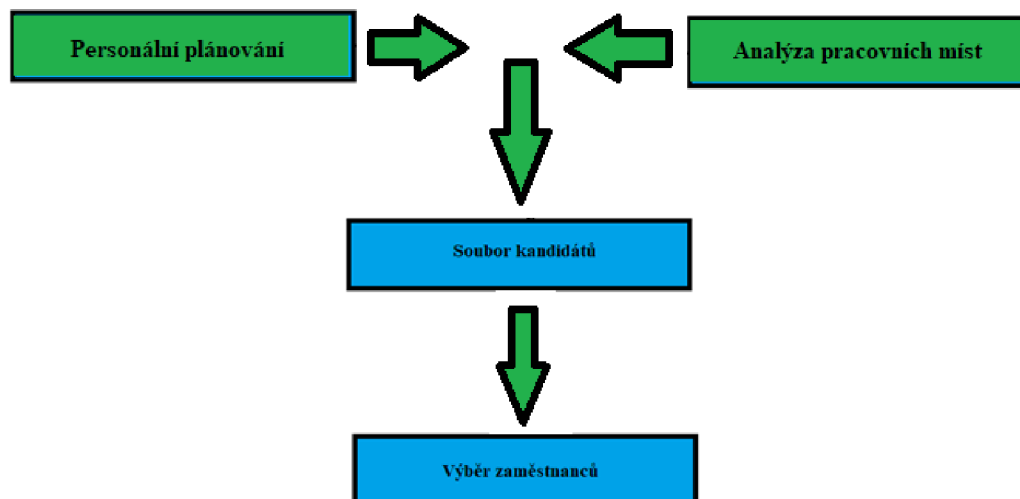 Personální plánování
Analýza pracovních míst
Soubor kandidátů
Výběr zaměstnanců